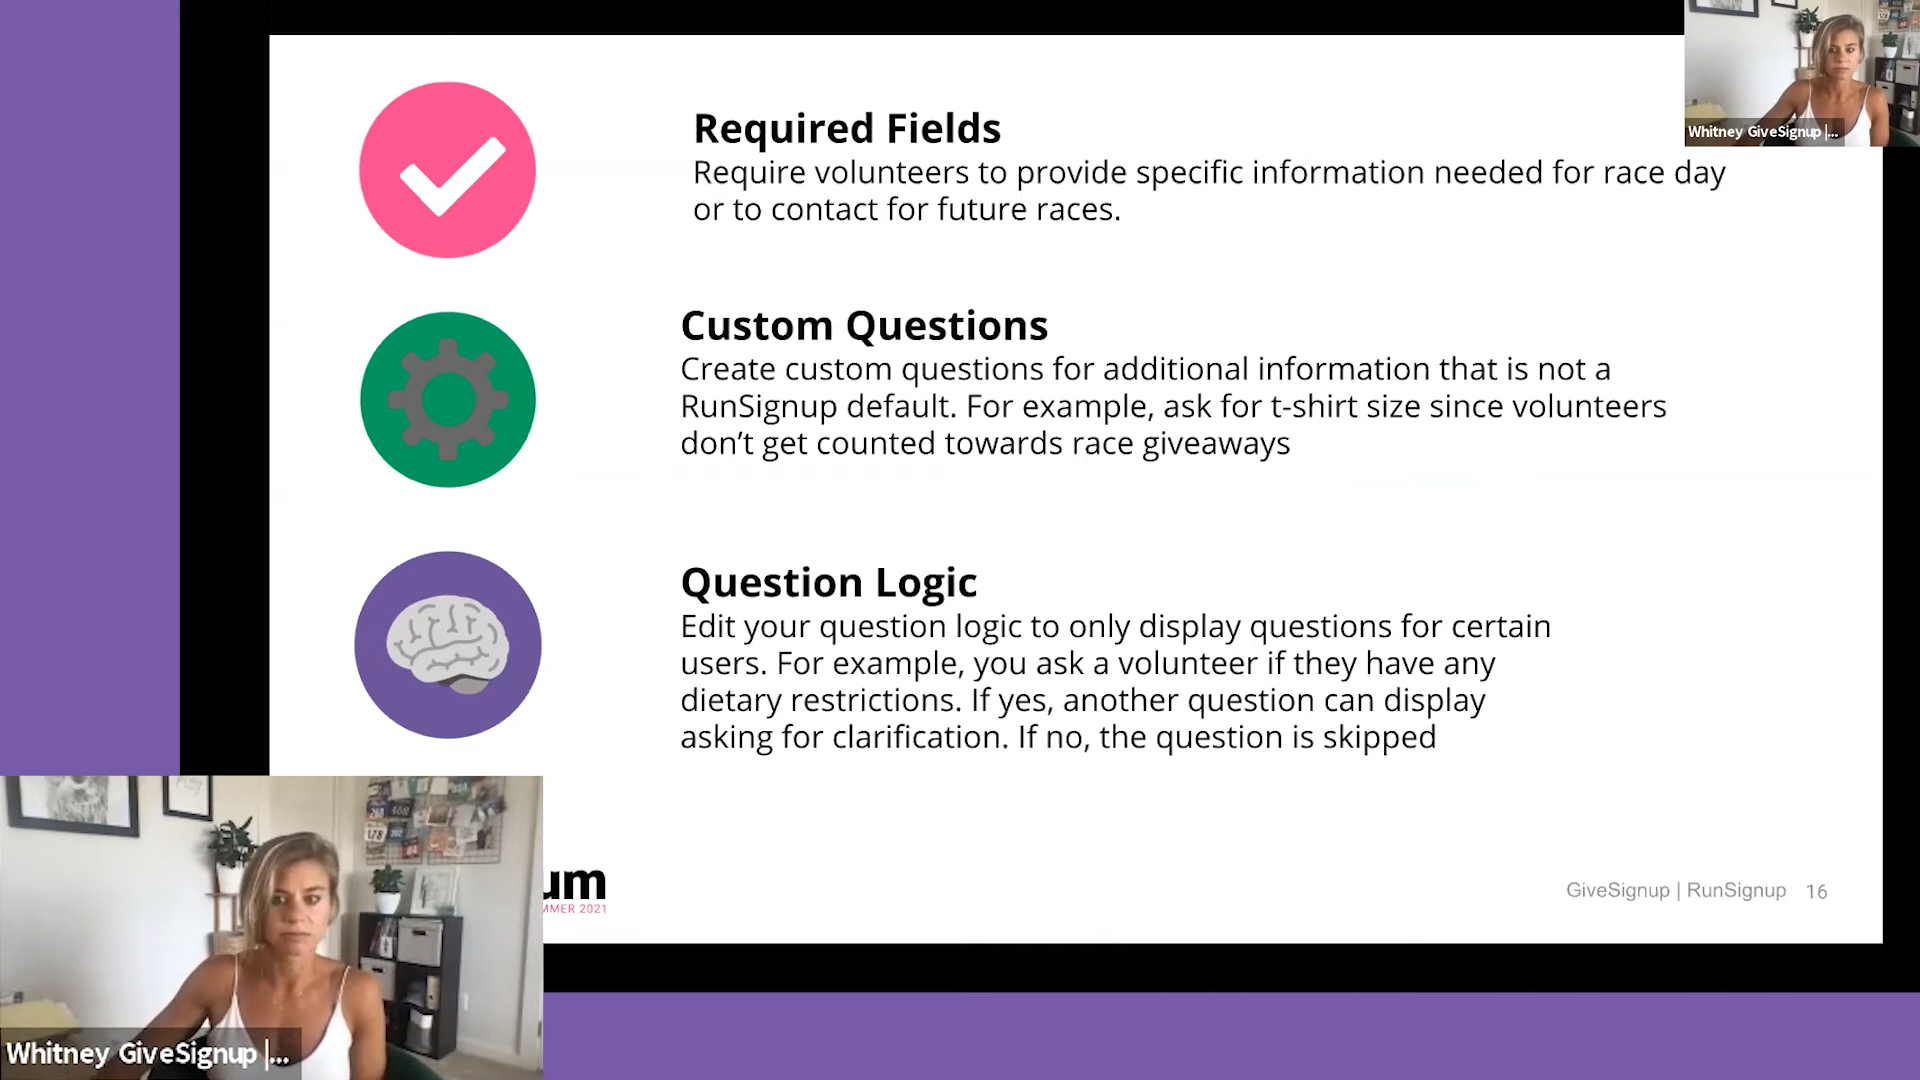 Required Fields
Require volunteers to provide specific information needed for race day
or to contact for future races.
Custom Questions
Create custom questions for additional information that is not a
RunSignup default. For example, ask for t-shirt size since volunteers
don’t get counted towards race giveaways
Question Logic
Edit your question logic to only display questions for certain
users. For example, you ask a volunteer if they have any
dietary restrictions. If yes, another question can display
asking for clarification. If no, the question is skipped
um
MMER 2021
GiveSignup | RunSignup 16
Whitney GiveSignup |...
Whitney GiveSignup |...